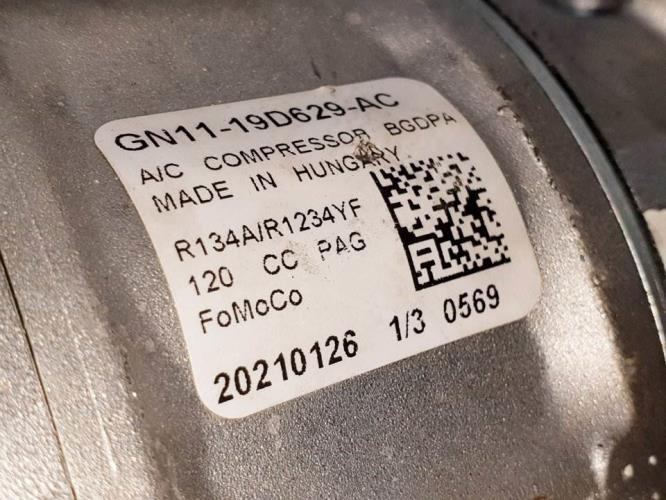 GN11-19D629-AC
A/C COMPRESSOR BGDPA
MADE IN HUNGARY
R134A/R1234YF
120 CC PAG
FoMoCo
20210126 1/3 0569